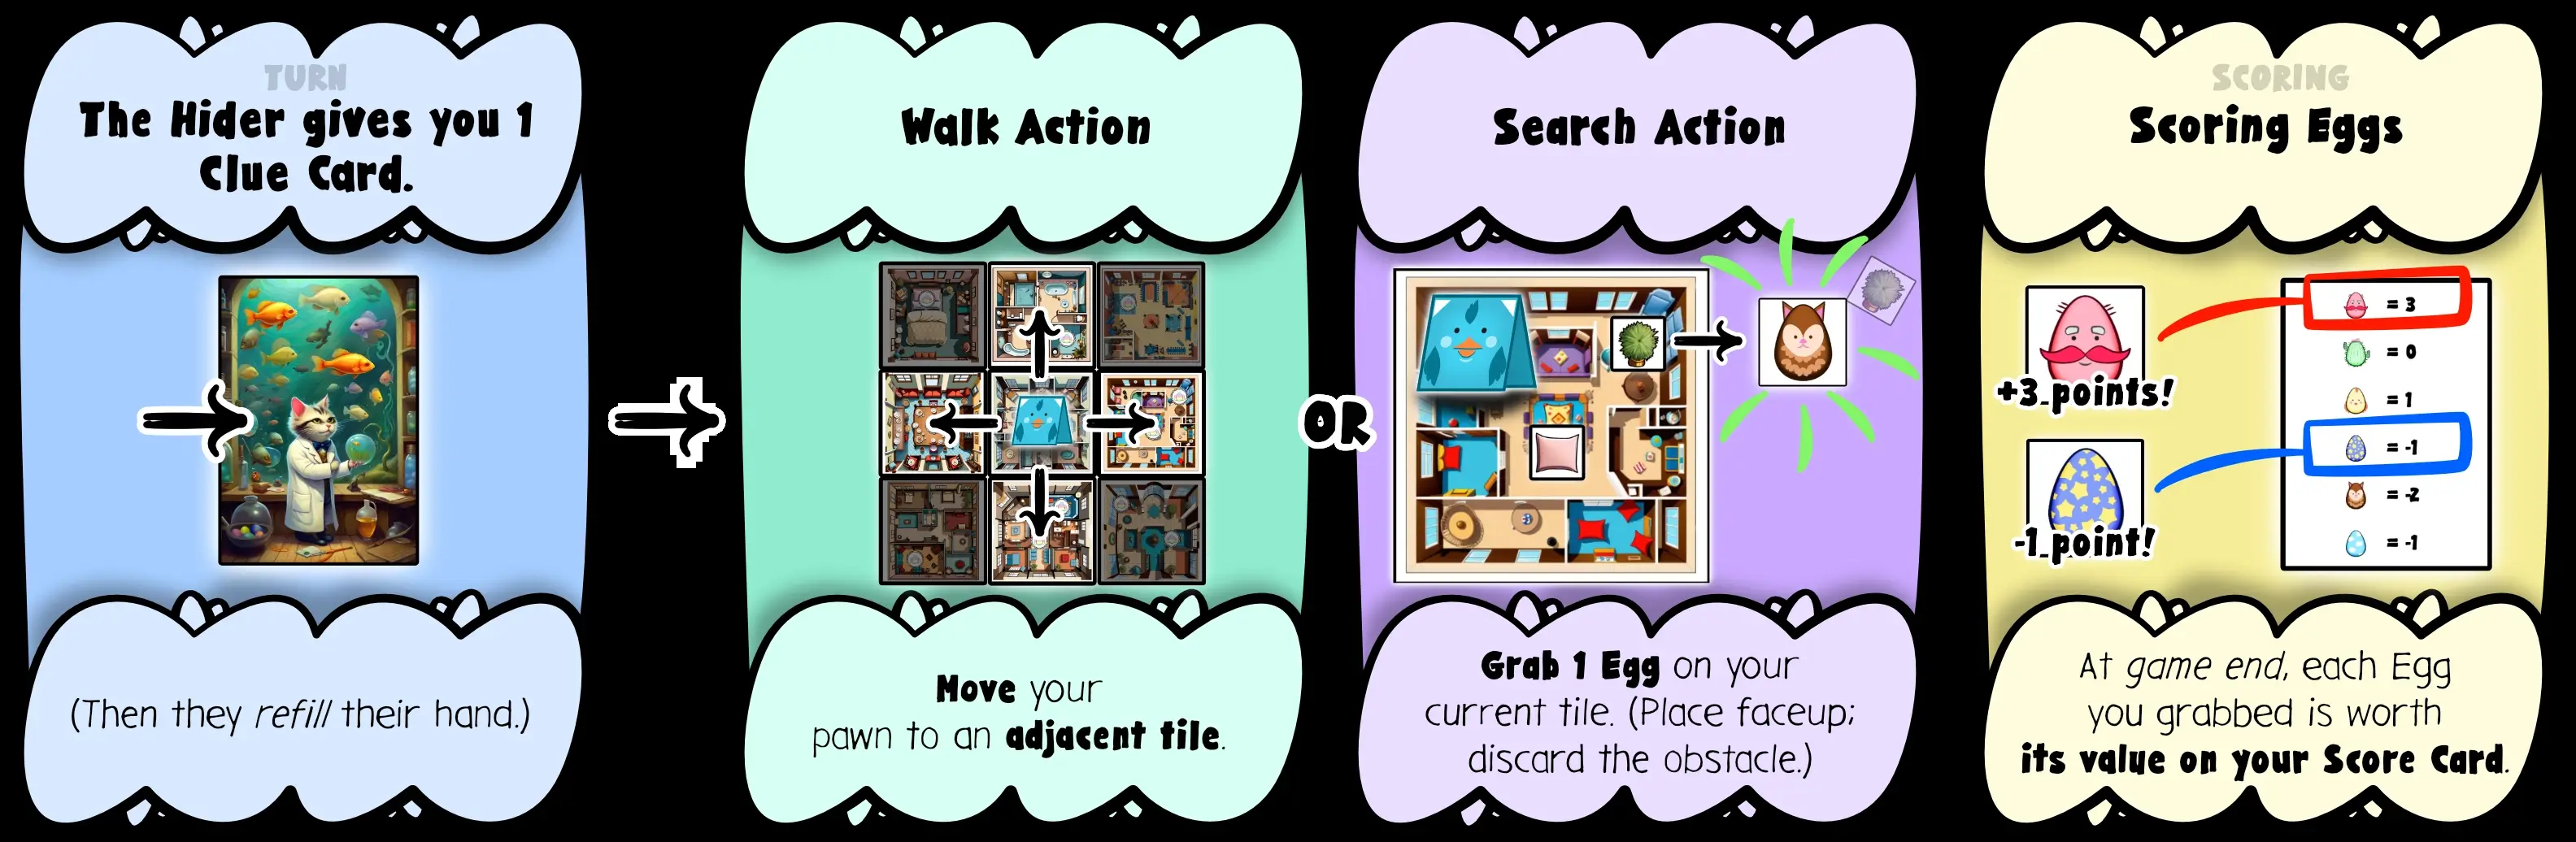 TURN
The Hider gives you 1
Clue Card.
(Then they refill their hand.)
Walk Action
Move your
pawn to an adjacent tile.
OR
Search Action
Grab 1 Egg on your
current tile. (Place faceup;
discard the obstacle.)
SCORING
Scoring Eggs
+3 points!
-1 point!
= 3
= 0
= 1
= -1
= -2
= -1
At game end, each Egg
you grabbed is worth
its value on your Score Card.